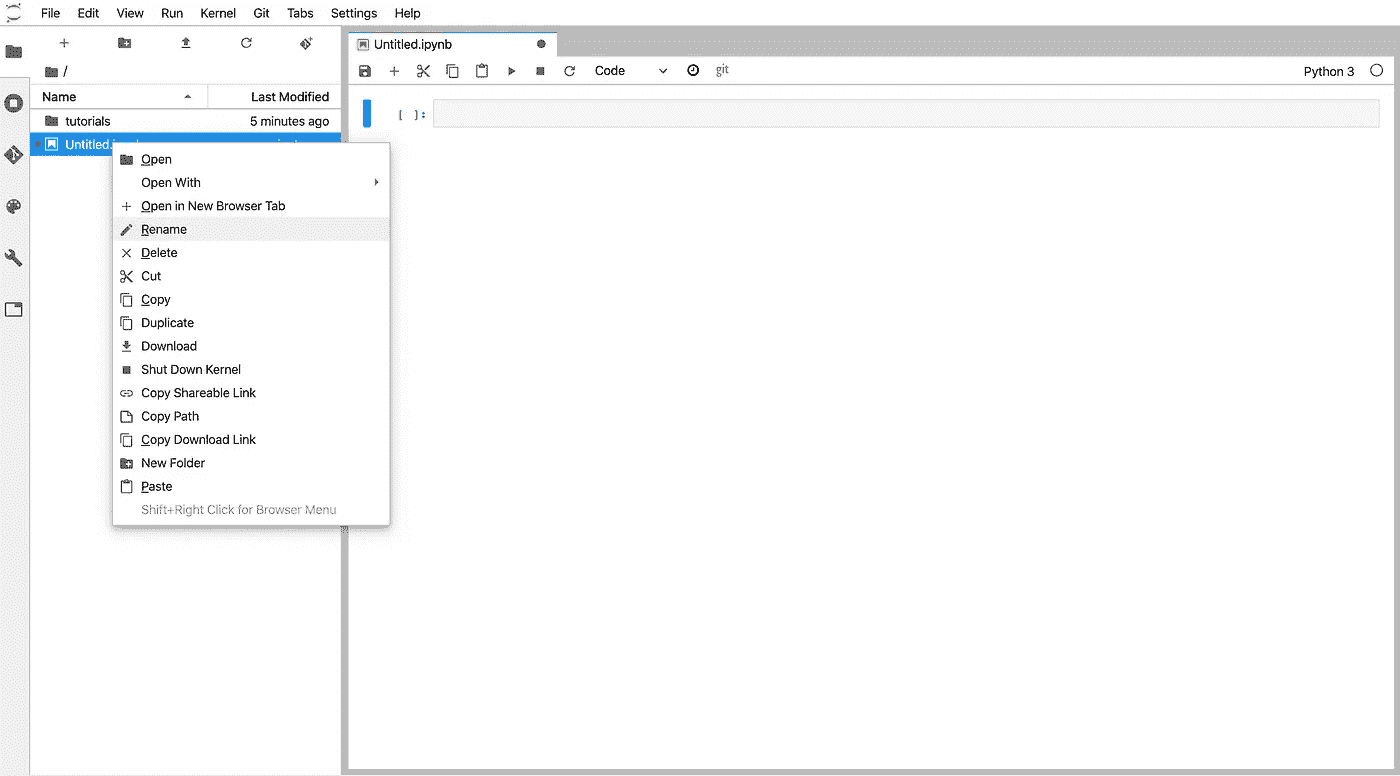 File Edit View Run Kernel Git Tabs Settings Help
Untitled.ipynb
/
Code
git
Python 3
Name Last Modified
tutorials 5 minutes ago
[ ]:
Untitled.
Open
Open With
Open in New Browser Tab
Rename
Delete
Cut
Copy
Duplicate
Download
Shut Down Kernel
Copy Shareable Link
Copy Path
Copy Download Link
New Folder
Paste
Shift+Right Click for Browser Menu